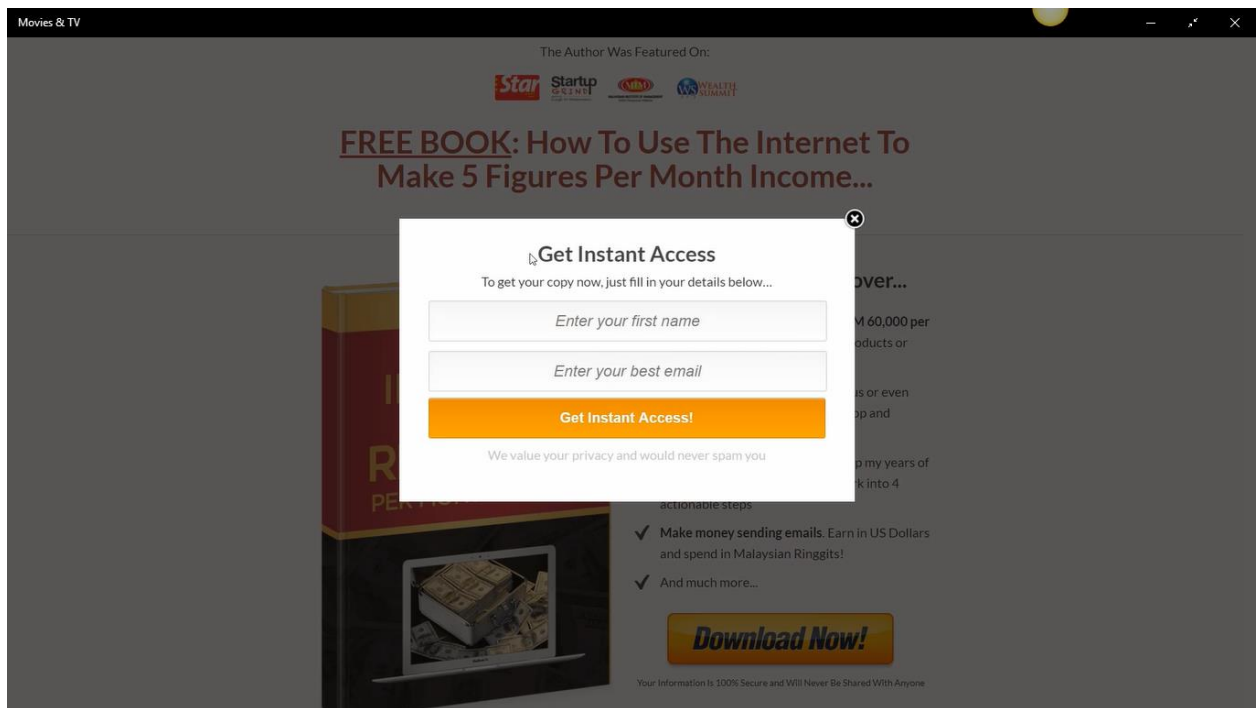 Movies & TV
The Author Was Featured On:
Star
Startup
GRIND
WEALTH
SUMMIT
FREE BOOK: How To Use The Internet To
Make 5 Figures Per Month Income...
Get Instant Access
To get your copy now, just fill in your details below...
Enter your first name
Enter your best email
Get Instant Access!
We value your privacy and would never spam you
over...
M 60,000 per
oducts or
us or even
op and
p my years of
rk into 4
actionable steps
Make money sending emails. Earn in US Dollars
and spend in Malaysian Ringgits!
And much more...
Download Now!
Your Information Is 100% Secure and Will Never Be Shared With Anyone
PER